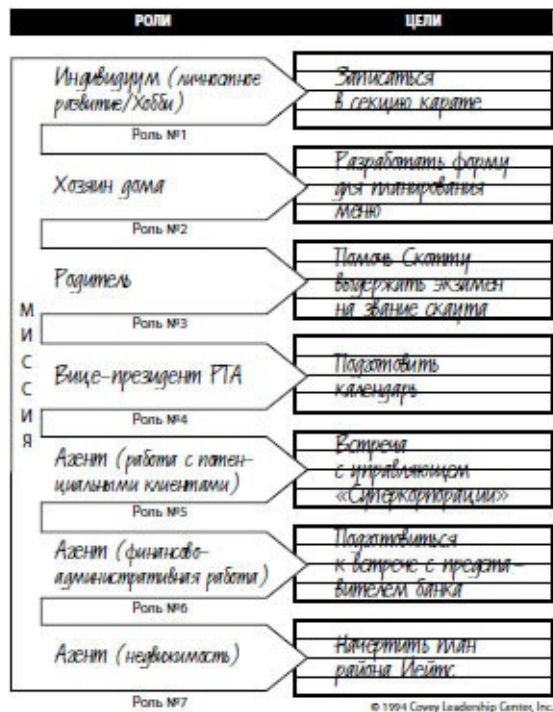 РОЛИ
ЦЕЛИ
МИССИЯ
Индивидуум (личностное
развитие/Хобби)
Роль №1
Записаться
в секцию карате
Хозяин дома
Роль №2
Разработать форму
для планирования
меню
Родитель
Роль №3
Помочь Скотту
выдержать экзамен
на звание скаута
Вице-президент PTA
Роль №4
Подготовить
календарь
Агент (работа с потен-
циальными клиентами)
Роль №5
Встреча
с управляющем
«Суперкорпорации»
Агент (финансово-
административная работа)
Роль №6
Подготовиться
к встрече с предста-
вителем банка
Агент (недвижимость)
Роль №7
Начертить план
района Йейтс
© 1994 Covey Leadership Center, Inc.